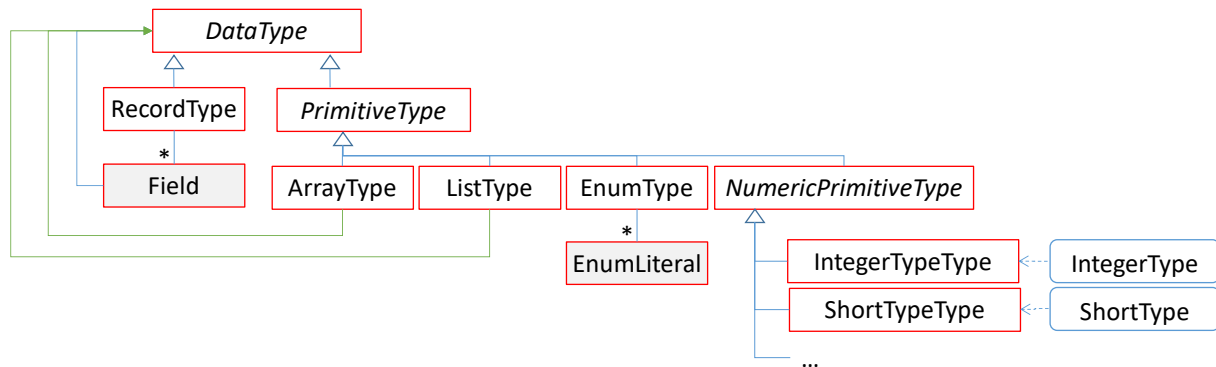 DataType
RecordType
PrimitiveType
*
Field
ArrayType
ListType
EnumType
NumericPrimitiveType
*
EnumLiteral
IntegerTypeType
IntegerType
ShortTypeType
ShortType
...